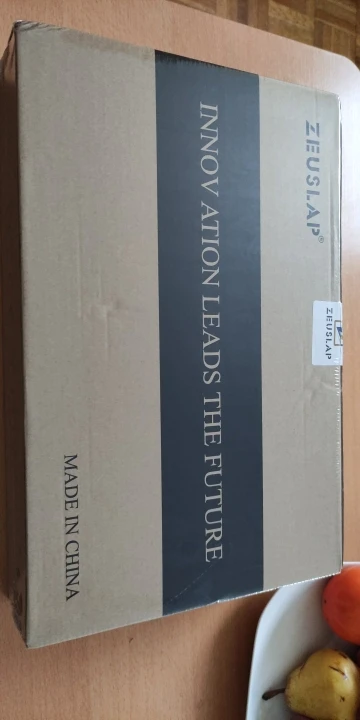 ZEUSLAP®
ZEUSLAP
INNOV ATION LEADS THE FUTURE
MADE IN CHINA